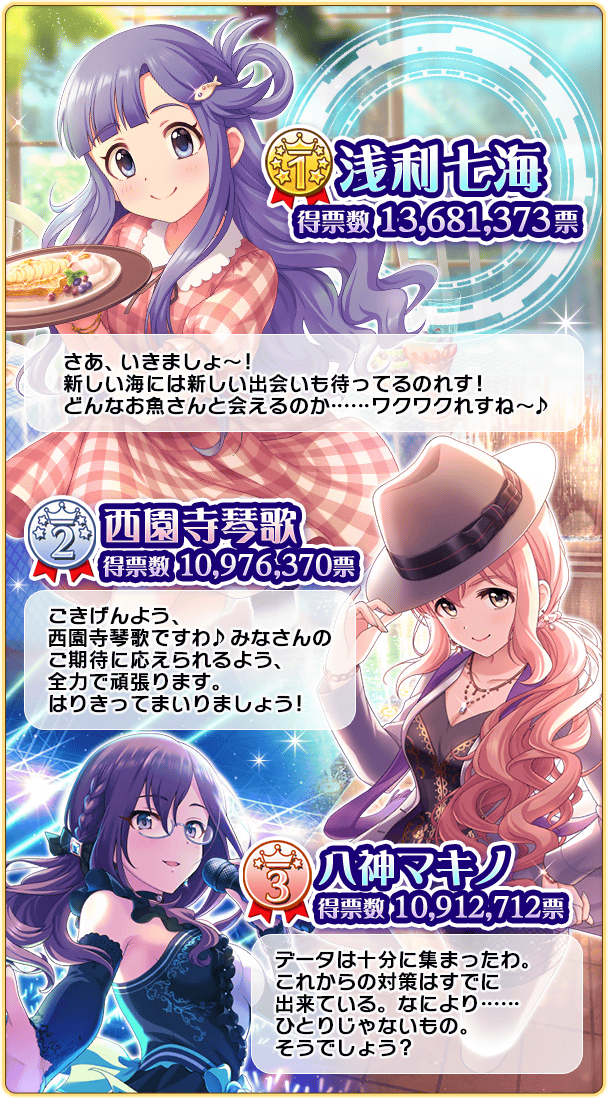 1
浅利七海
得票数 13,681,373票
さあ、いきましょ～！
新しい海には新しい出会いも待ってるのれす！
どんなお魚さんと会えるのか……ワクワクれすね～♪
2
西園寺琴歌
得票数 10,976,370票
ごきげんよう、
西園寺琴歌ですわ♪みなさんの
ご期待に応えられるよう、
全力で頑張ります。
はりきってまいりましょう！
3
八神マキノ
得票数 10,912,712票
データは十分に集まったわ。
これからの対策はすでに
出来ている。なにより……
ひとりじゃないもの。
そうでしょう？